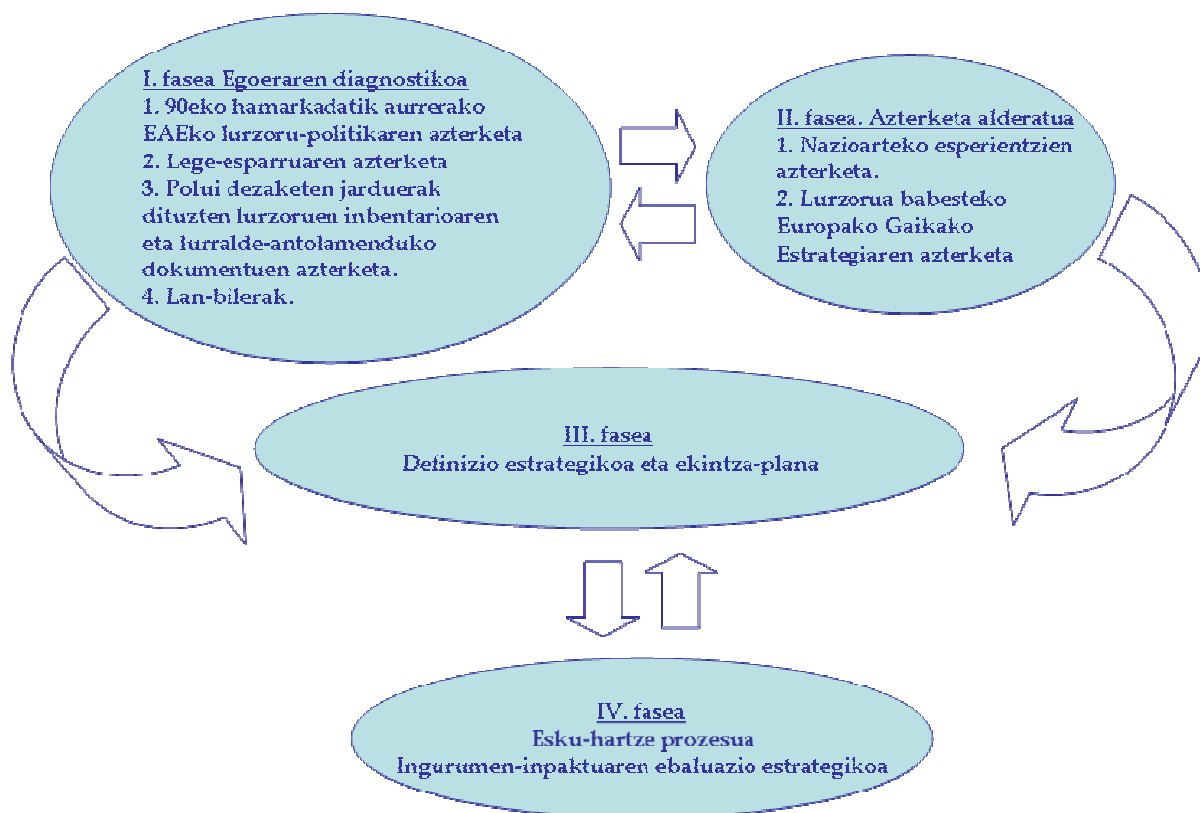 I. fasea Egoeraren diagnostikoa
1. 90eko hamarkadatik aurrerako
EAEko lurzoru-politikaren azterketa
2. Lege-esparruaren azterketa
3. Polui dezaketen jarduerak
dituzten lurzoruen inbentarioaren
eta lurralde-antolamenduko
dokumentuen azterketa.
4. Lan-bilerak.
II. fasea. Azterketa alderatua
1. Nazioarteko esperientzien
azterketa.
2. Lurzorua babesteko
Europako Gaikako
Estrategiaren azterketa
III. fasea
Definizio estrategikoa eta ekintza-plana
IV. fasea
Esku-hartze prozesua
Ingurumen-inpaktuaren ebaluazio estrategikoa